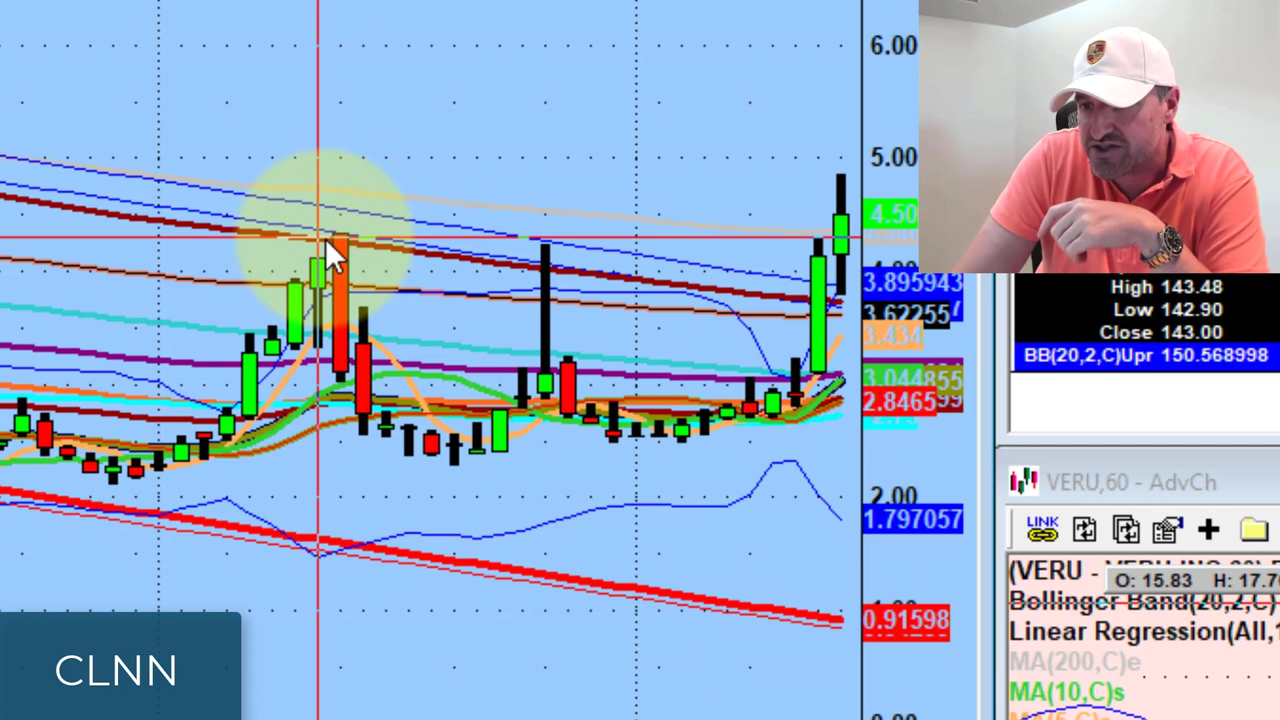 6.00
5.00
4.50
3.895943
3.62255
3.434
3.044855
2.8465
2.00
1.797057
0.91598
CLNN
High 143.48
Low 142.90
Close 143.00
BB(20,2,C)Upr 150.568998
VERU,60 - AdvCh
LINK
(VERU -
O: 15.83 H: 17.7
Bollinger Band(20,2,C)
Linear Regression(All,
MA(200,C)e
MA(10,C)s